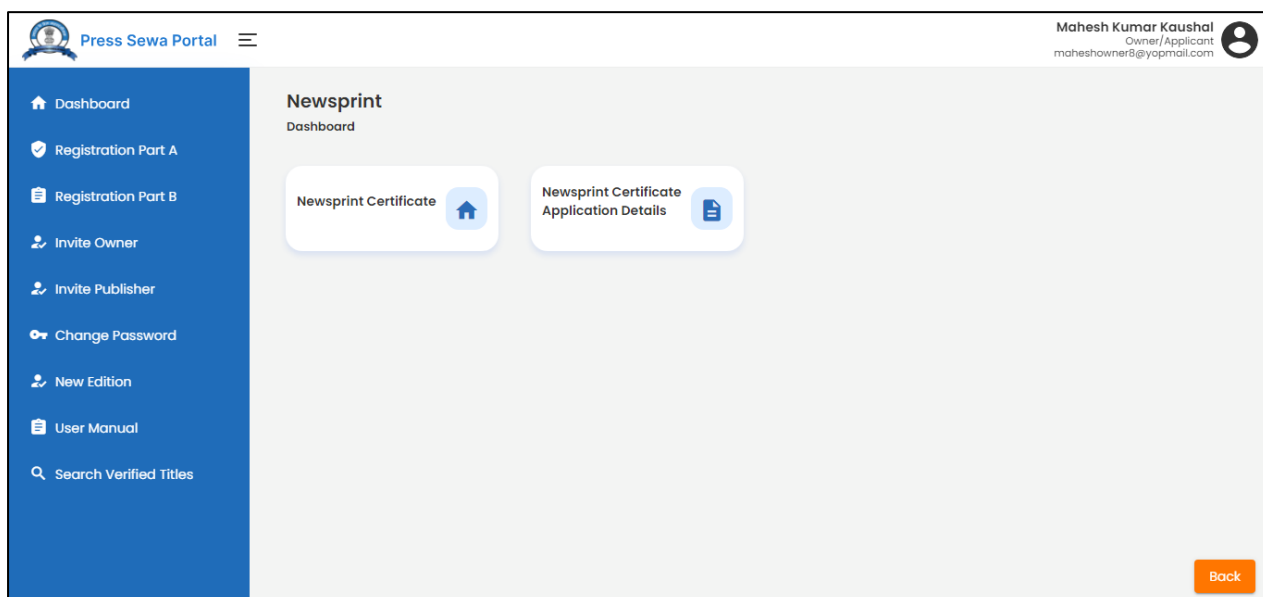 Press Sewa Portal
Mahesh Kumar Kaushal
Owner/Applicant
maheshowner8@yopmail.com
Dashboard
Registration Part A
Registration Part B
Invite Owner
Invite Publisher
Change Password
New Edition
User Manual
Search Verified Titles
Newsprint
Dashboard
Newsprint Certificate
Newsprint Certificate
Application Details
Back